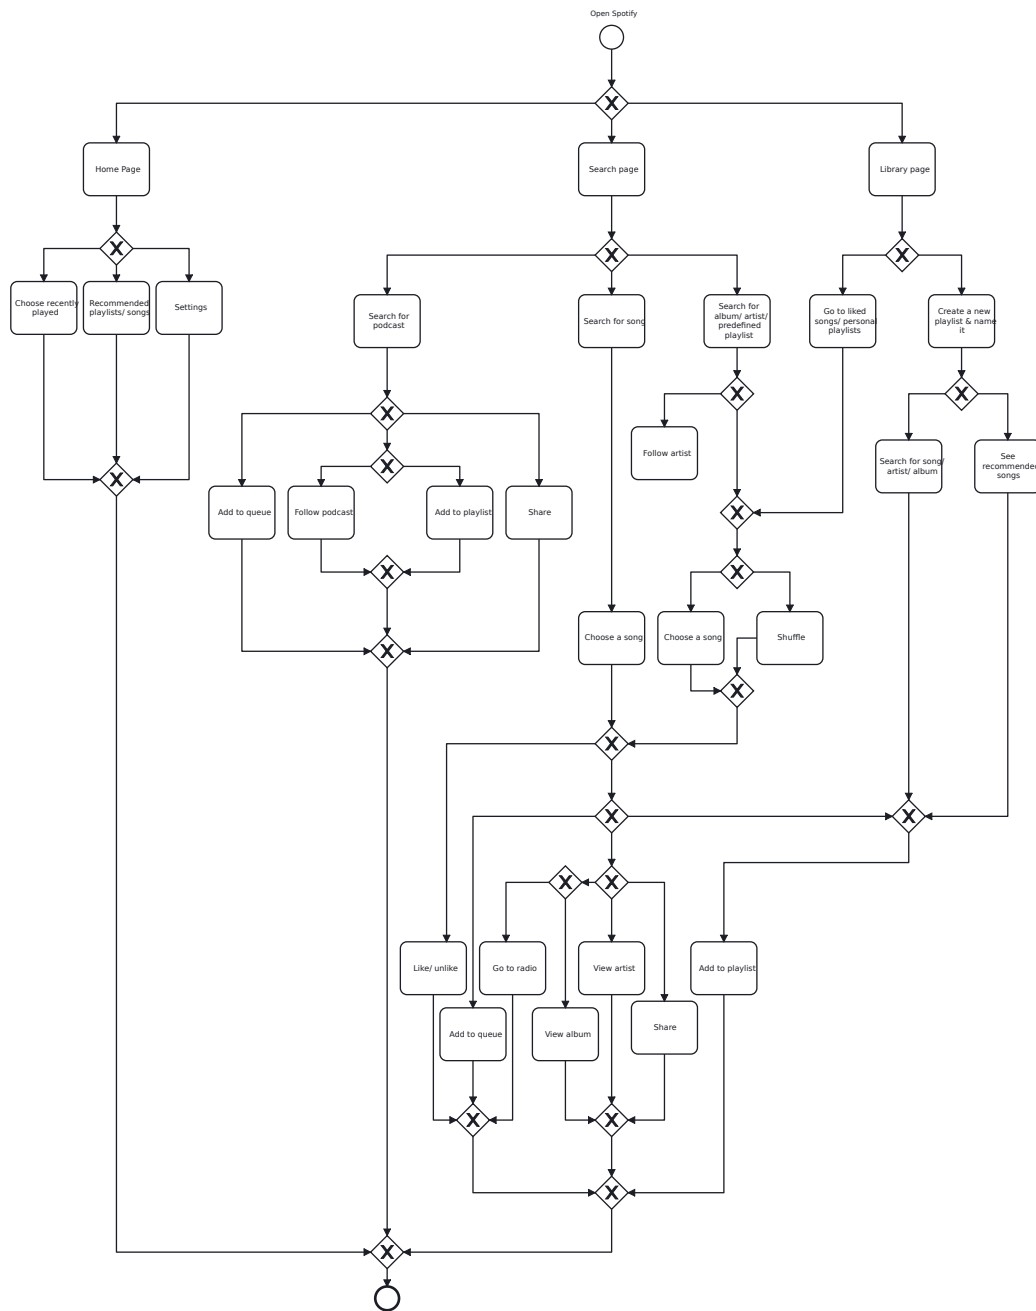 Open Spotify
Home Page
Search page
Library page
Choose recently
played
Recommended
playlists/ songs
Settings
Search for
podcast
Search for song
Search for
album/ artist/
predefined
playlist
Go to liked
songs/ personal
playlists
Create a new
playlist & name
it
Follow artist
Search for song/
artist/ album
See
recommended
songs
Add to queue
Follow podcast
Add to playlist
Share
Choose a song
Choose a song
Shuffle
Like/ unlike
Go to radio
View artist
Add to playlist
Add to queue
View album
Share